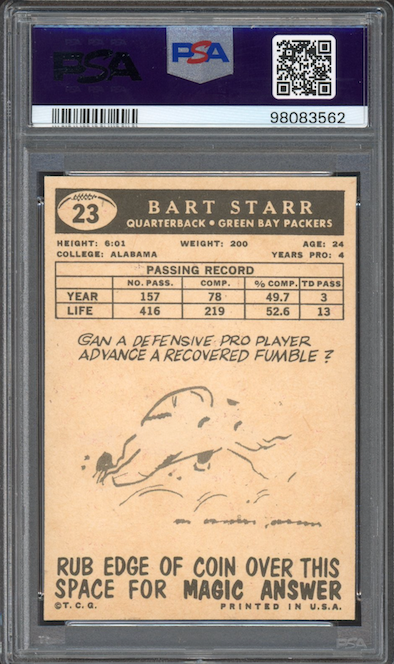 PSA
PSA
98083562
23
BART STARR
QUARTERBACK • GREEN BAY PACKERS
HEIGHT: 6:01 WEIGHT: 200 AGE: 24
COLLEGE: ALABAMA YEARS PRO: 4
PASSING RECORD
NO. PASS. COMP. % COMP. TD PASS
YEAR 157 78 49.7 3
LIFE 416 219 52.6 13
CAN A DEFENSIVE PRO PLAYER
ADVANCE A RECOVERED FUMBLE ?
RUB EDGE OF COIN OVER THIS
SPACE FOR MAGIC ANSWER
©T.C.G. PRINTED IN U.S.A.